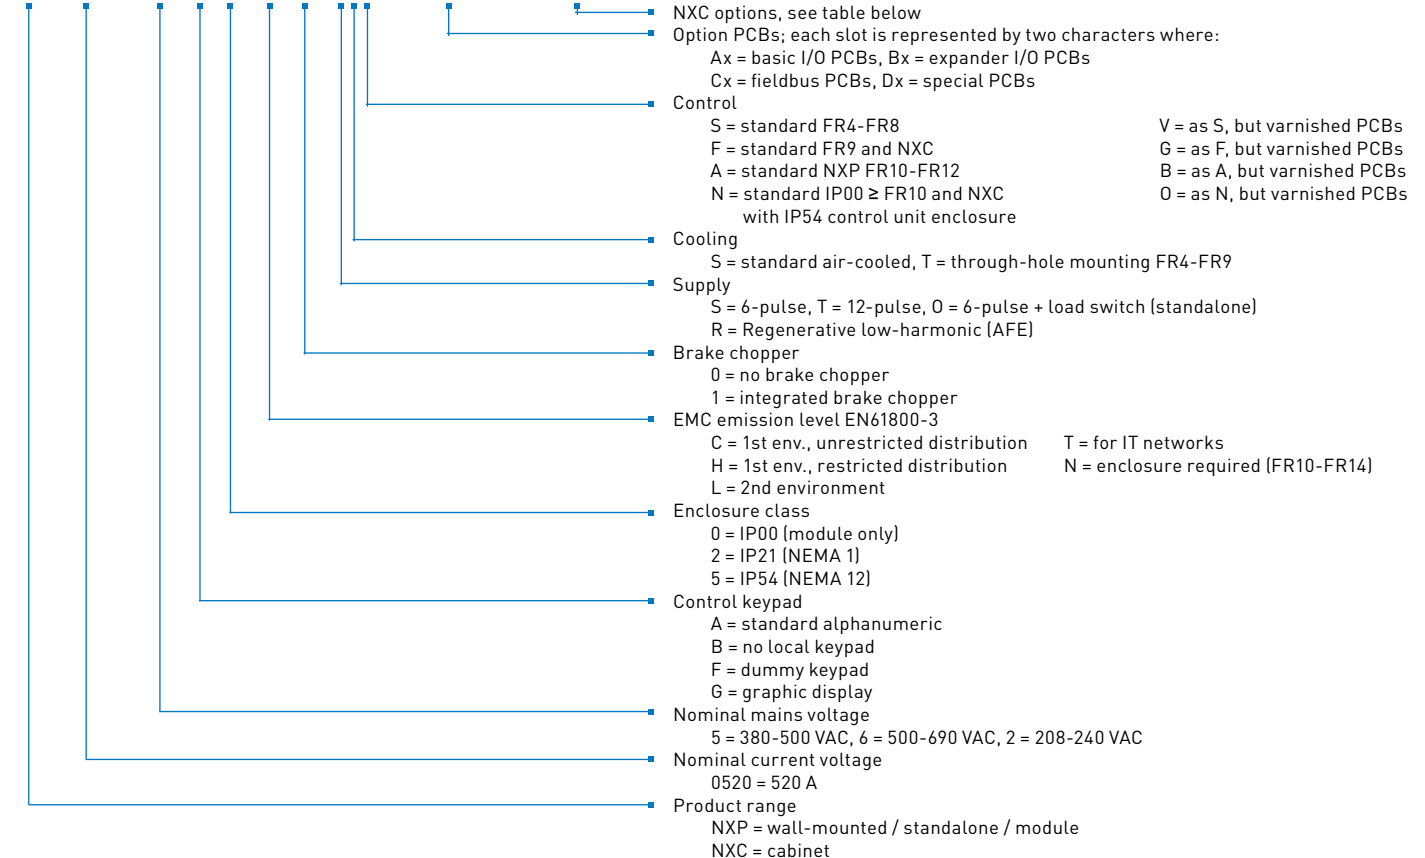 NXC options, see table below
Option PCBs; each slot is represented by two characters where:
Ax = basic I/O PCBs, Bx = expander I/O PCBs
Cx = fieldbus PCBs, Dx = special PCBs
Control
S = standard FR4-FR8 V = as S, but varnished PCBs
F = standard FR9 and NXC G = as F, but varnished PCBs
A = standard NXP FR10-FR12 B = as A, but varnished PCBs
N = standard IP00 ≥ FR10 and NXC O = as N, but varnished PCBs
with IP54 control unit enclosure
Cooling
S = standard air-cooled, T = through-hole mounting FR4-FR9
Supply
S = 6-pulse, T = 12-pulse, O = 6-pulse + load switch (standalone)
R = Regenerative low-harmonic (AFE)
Brake chopper
0 = no brake chopper
1 = integrated brake chopper
EMC emission level EN61800-3
C = 1st env., unrestricted distribution T = for IT networks
H = 1st env., restricted distribution N = enclosure required (FR10-FR14)
L = 2nd environment
Enclosure class
0 = IP00 (module only)
2 = IP21 (NEMA 1)
5 = IP54 (NEMA 12)
Control keypad
A = standard alphanumeric
B = no local keypad
F = dummy keypad
G = graphic display
Nominal mains voltage
5 = 380-500 VAC, 6 = 500-690 VAC, 2 = 208-240 VAC
Nominal current voltage
0520 = 520 A
Product range
NXP = wall-mounted / standalone / module
NXC = cabinet